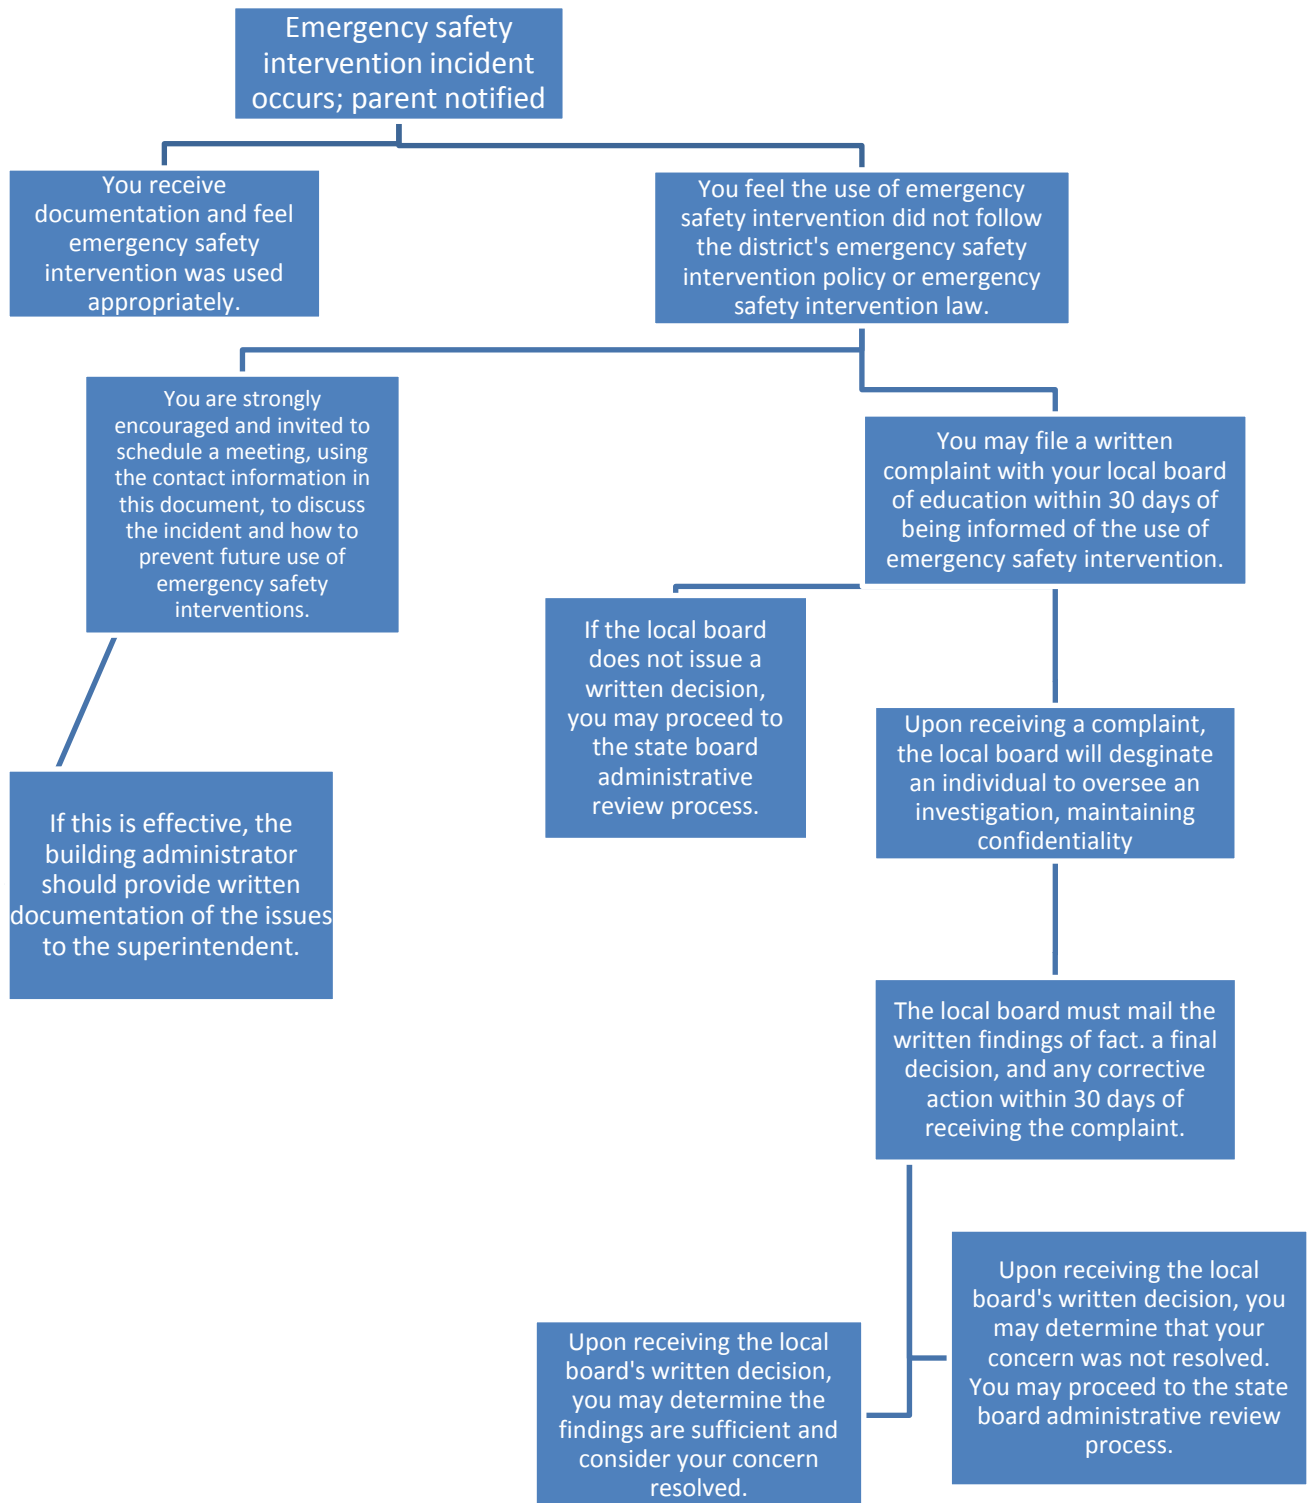 Emergency safety
intervention incident
occurs; parent notified
You receive
documentation and feel
emergency safety
intervention was used
appropriately.
You feel the use of emergency
safety intervention did not follow
the district's emergency safety
intervention policy or emergency
safety intervention law.
You are strongly
encouraged and invited to
schedule a meeting, using
the contact information in
this document, to discuss
the incident and how to
prevent future use of
emergency safety
interventions.
You may file a written
complaint with your local board
of education within 30 days of
being informed of the use of
emergency safety intervention.
If the local board
does not issue a
written decision,
you may proceed to
the state board
administrative
review process.
Upon receiving a complaint,
the local board will desginate
an individual to oversee an
investigation, maintaining
confidentiality
If this is effective, the
building administrator
should provide written
documentation of the issues
to the superintendent.
The local board must mail the
written findings of fact. a final
decision, and any corrective
action within 30 days of
receiving the complaint.
Upon receiving the local
board's written decision, you
may determine that your
concern was not resolved.
You may proceed to the state
board administrative review
process.
Upon receiving the local
board's written decision,
you may determine the
findings are sufficient and
consider your concern
resolved.